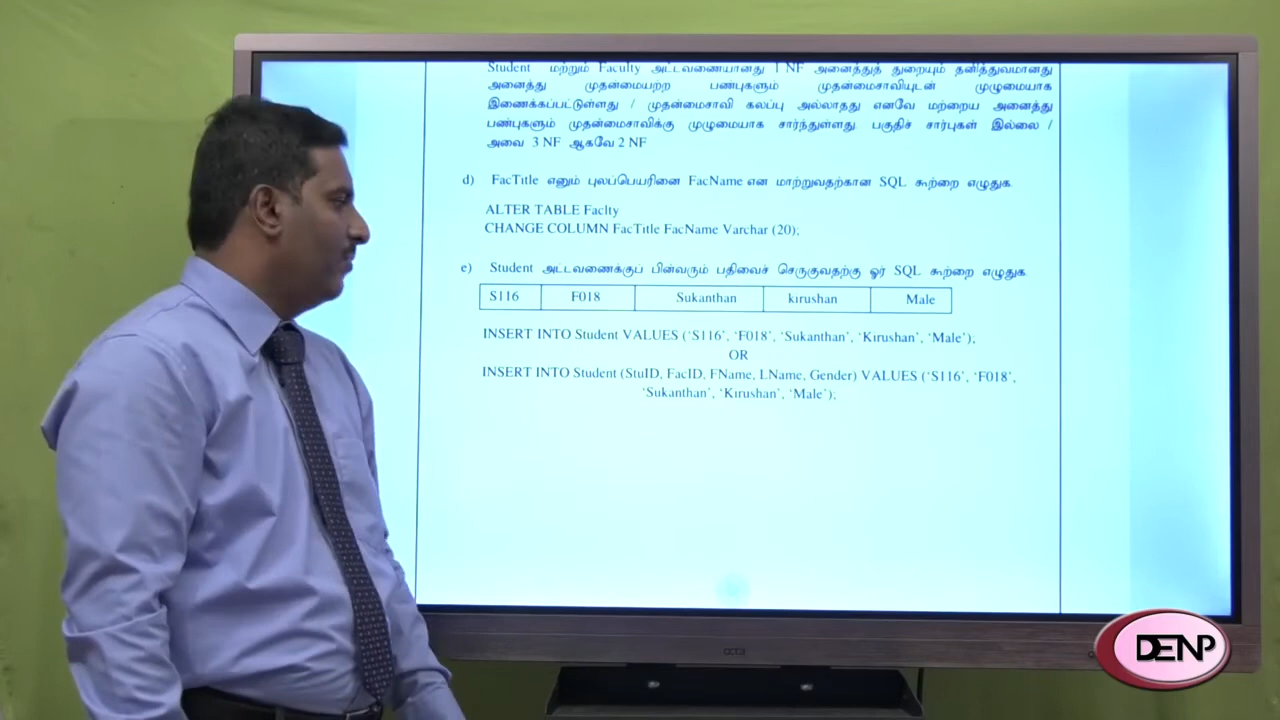 Student மற்றும் Faculty அட்டவணையானது 1 NF அனைத்துத் துறையும் தனித்துவமானது
அனைத்து முதன்மையற்ற பண்புகளும் முதன்மைசாவியுடன் முழுமையாக
இணைக்கப்பட்டுள்ளது / முதன்மைசாவி கலப்பு அல்லாதது எனவே மற்றைய அனைத்து
பண்புகளும் முதன்மைசாவிக்கு முழுமையாக சார்ந்துள்ளது. பகுதிச் சார்புகள் இல்லை /
அவை 3 NF ஆகவே 2 NF
d) FacTitle எனும் புலப்பெயரினை FacName என மாற்றுவதற்கான SQL கூற்றை எழுதுக.
ALTER TABLE Faclty
CHANGE COLUMN FacTitle FacName Varchar (20);
e) Student அட்டவணைக்குப் பின்வரும் பதிவைச் செருகுவதற்கு ஓர் SQL கூற்றை எழுதுக.
S116 F018 Sukanthan kirushan Male
INSERT INTO Student VALUES (‘S116’, ‘F018’, ‘Sukanthan’, ‘Kirushan’, ‘Male’);
OR
INSERT INTO Student (StuID, FacID, FName, LName, Gender) VALUES (‘S116’, ‘F018’,
‘Sukanthan’, ‘Kirushan’, ‘Male’);
DENP